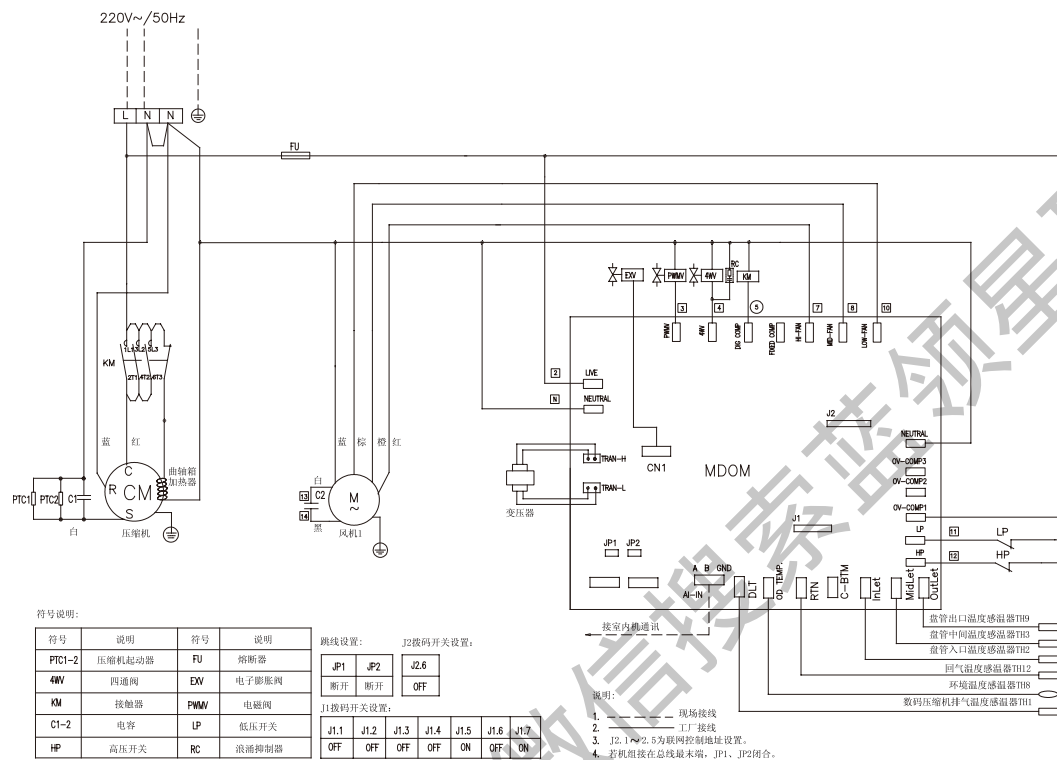 220V~/50Hz
L N N
FU
EXV PWMV 4WV RC KM
3 4 5 7 8 10
PWMV 4WV DIG COMP FIXED COMP HI-FAN MID-FAN LOW-FAN
KM
1L1 3L2 5L3
2T1 4T2 6T3
2 LIVE
N NEUTRAL
J2
NEUTRAL
OV-COMP3
OV-COMP2
OV-COMP1
CN1
MDOM
TRAN-H
TRAN-L
变压器
蓝 红
蓝 棕 橙 红
曲轴箱
加热器
C
R CM
S
PTC1 PTC2 C1
白
压缩机
白
13 C2
14
黑
M
~
风机1
J1
LP 11 LP
HP 12 HP
JP1 JP2
A B GND
AI-IN
DLT OD.TEMP. RTN C-BTM InLet MidLet OutLet
接室内机通讯
盘管出口温度感温器TH9
盘管中间温度感温器TH3
盘管入口温度感温器TH2
回气温度感温器TH12
环境温度感温器TH8
数码压缩机排气温度感温器TH1
符号说明:
符号 说明 符号 说明
PTC1-2 压缩机起动器 FU 熔断器
4WV 四通阀 EXV 电子膨胀阀
KM 接触器 PWMV 电磁阀
C1-2 电容 LP 低压开关
HP 高压开关 RC 浪涌抑制器
跳线设置:
JP1 JP2
断开 断开
J2拨码开关设置:
J2.6
OFF
J1拨码开关设置:
J1.1 J1.2 J1.3 J1.4 J1.5 J1.6 J1.7
OFF OFF OFF OFF ON OFF ON
说明:
1. 现场接线
2. 工厂接线
3. J2.1~2.5为联网控制地址设置。
4. 若机组接在总线最末端，JP1、JP2闭合。
微信搜索蓝领星